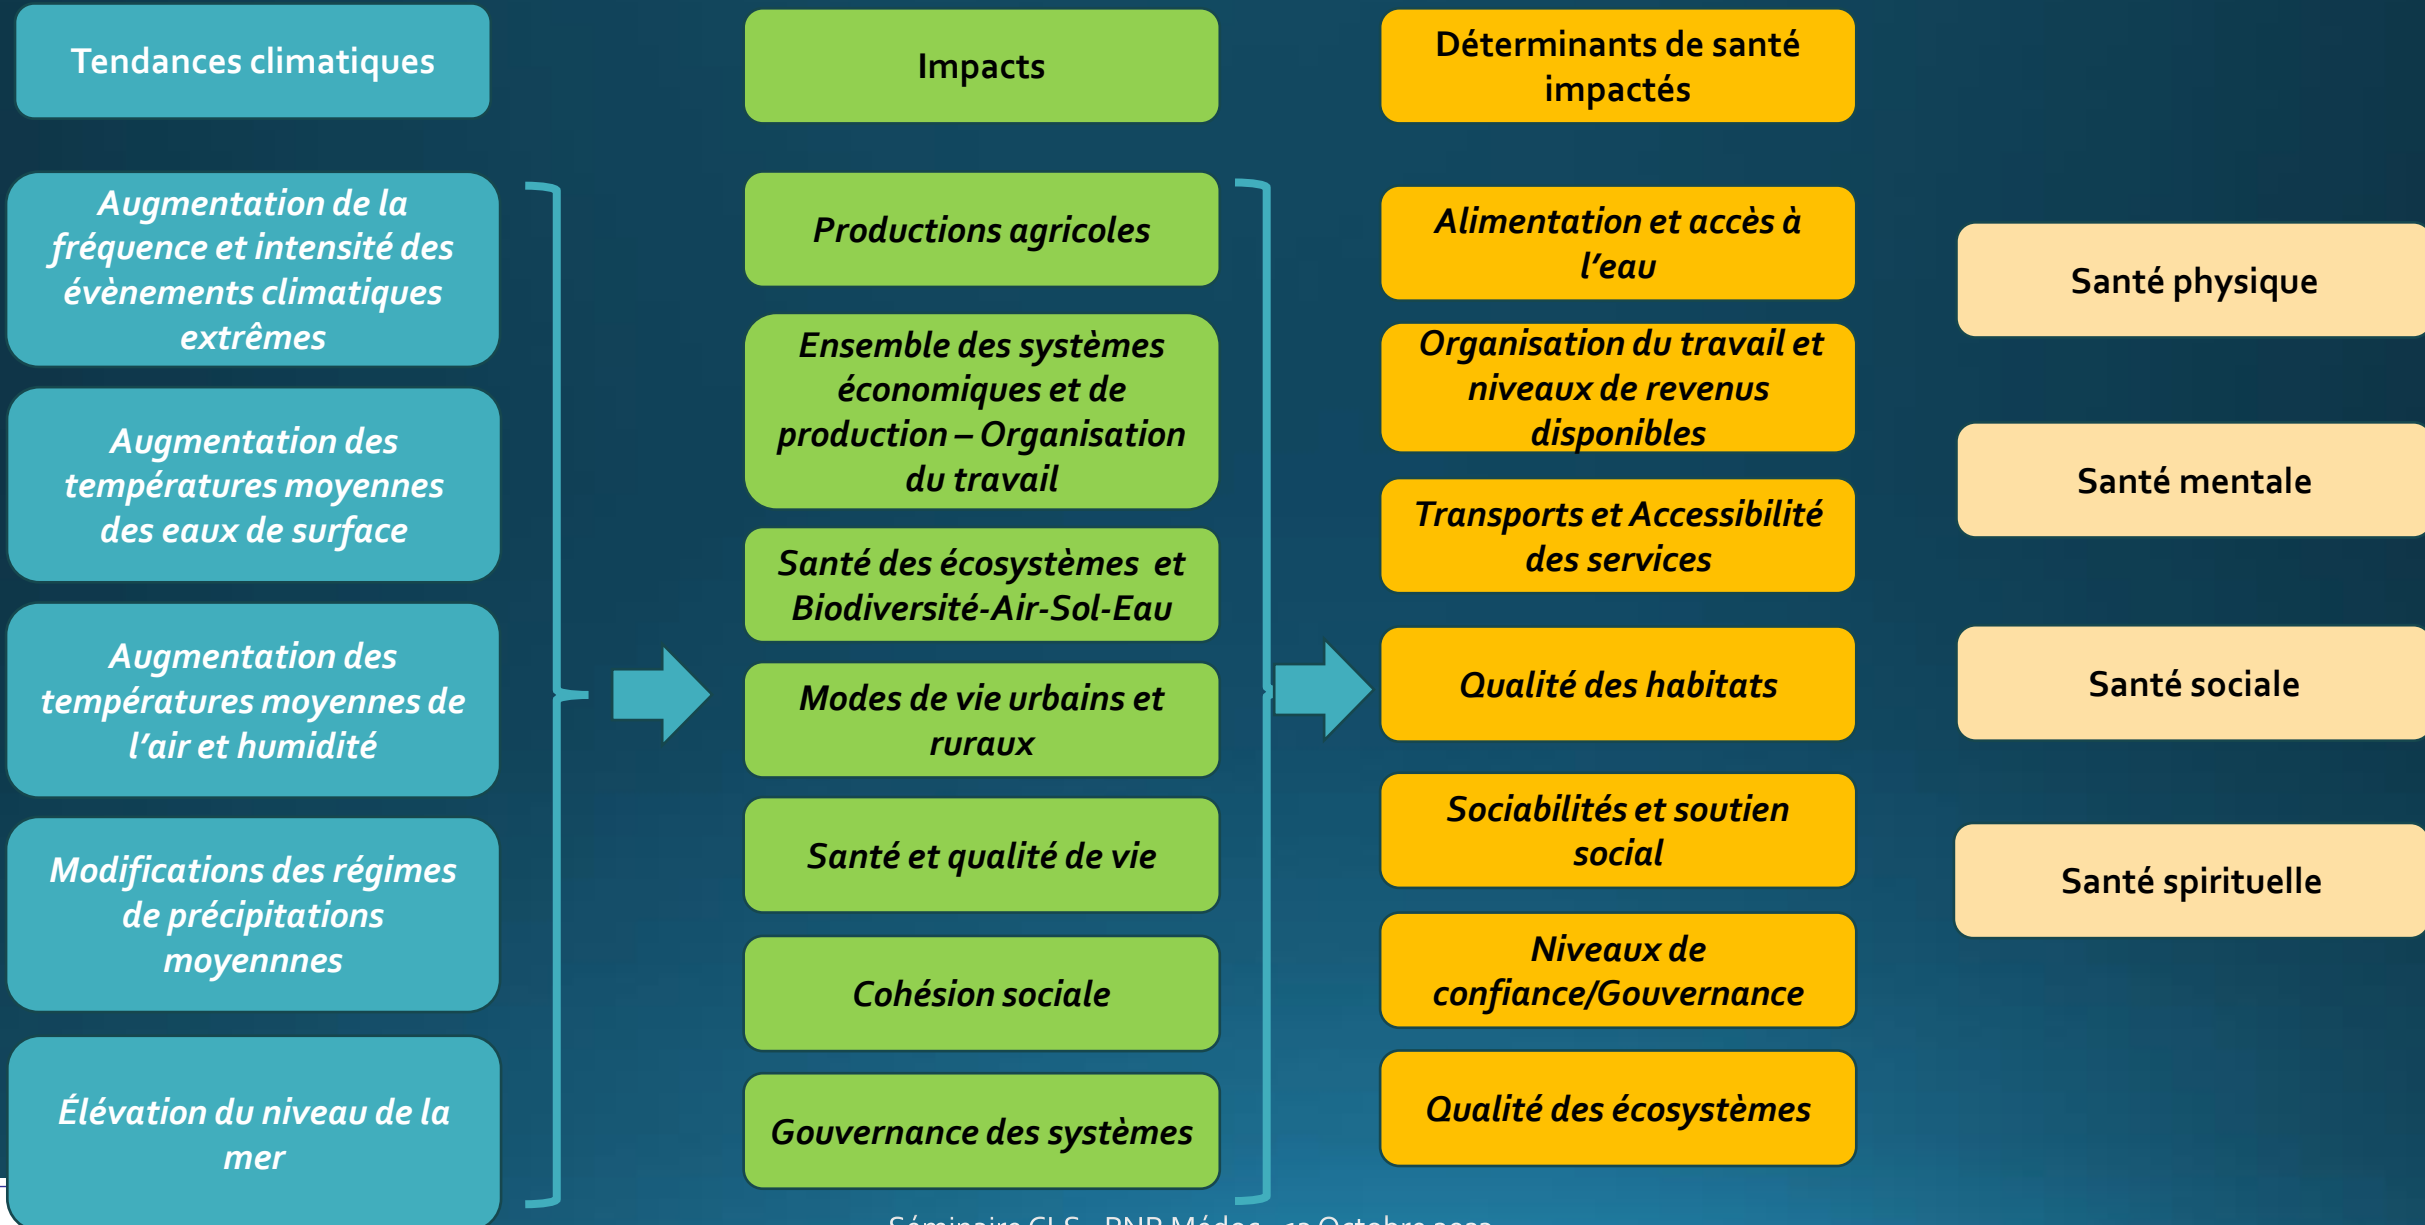 Tendances climatiques
Impacts
Déterminants de santé
impactés
Augmentation de la
fréquence et intensité des
évènements climatiques
extrêmes
Augmentation des
températures moyennes
des eaux de surface
Augmentation des
températures moyennes de
l’air et humidité
Modifications des régimes
de précipitations
moyennnes
Élévation du niveau de la
mer
Productions agricoles
Ensemble des systèmes
économiques et de
production – Organisation
du travail
Santé des écosystèmes et
Biodiversité-Air-Sol-Eau
Modes de vie urbains et
ruraux
Santé et qualité de vie
Cohésion sociale
Gouvernance des systèmes
Alimentation et accès à
l’eau
Organisation du travail et
niveaux de revenus
disponibles
Transports et Accessibilité
des services
Qualité des habitats
Sociabilités et soutien
social
Niveaux de
confiance/Gouvernance
Qualité des écosystèmes
Santé physique
Santé mentale
Santé sociale
Santé spirituelle
Séminaire CLS PNR Médoc Octobre